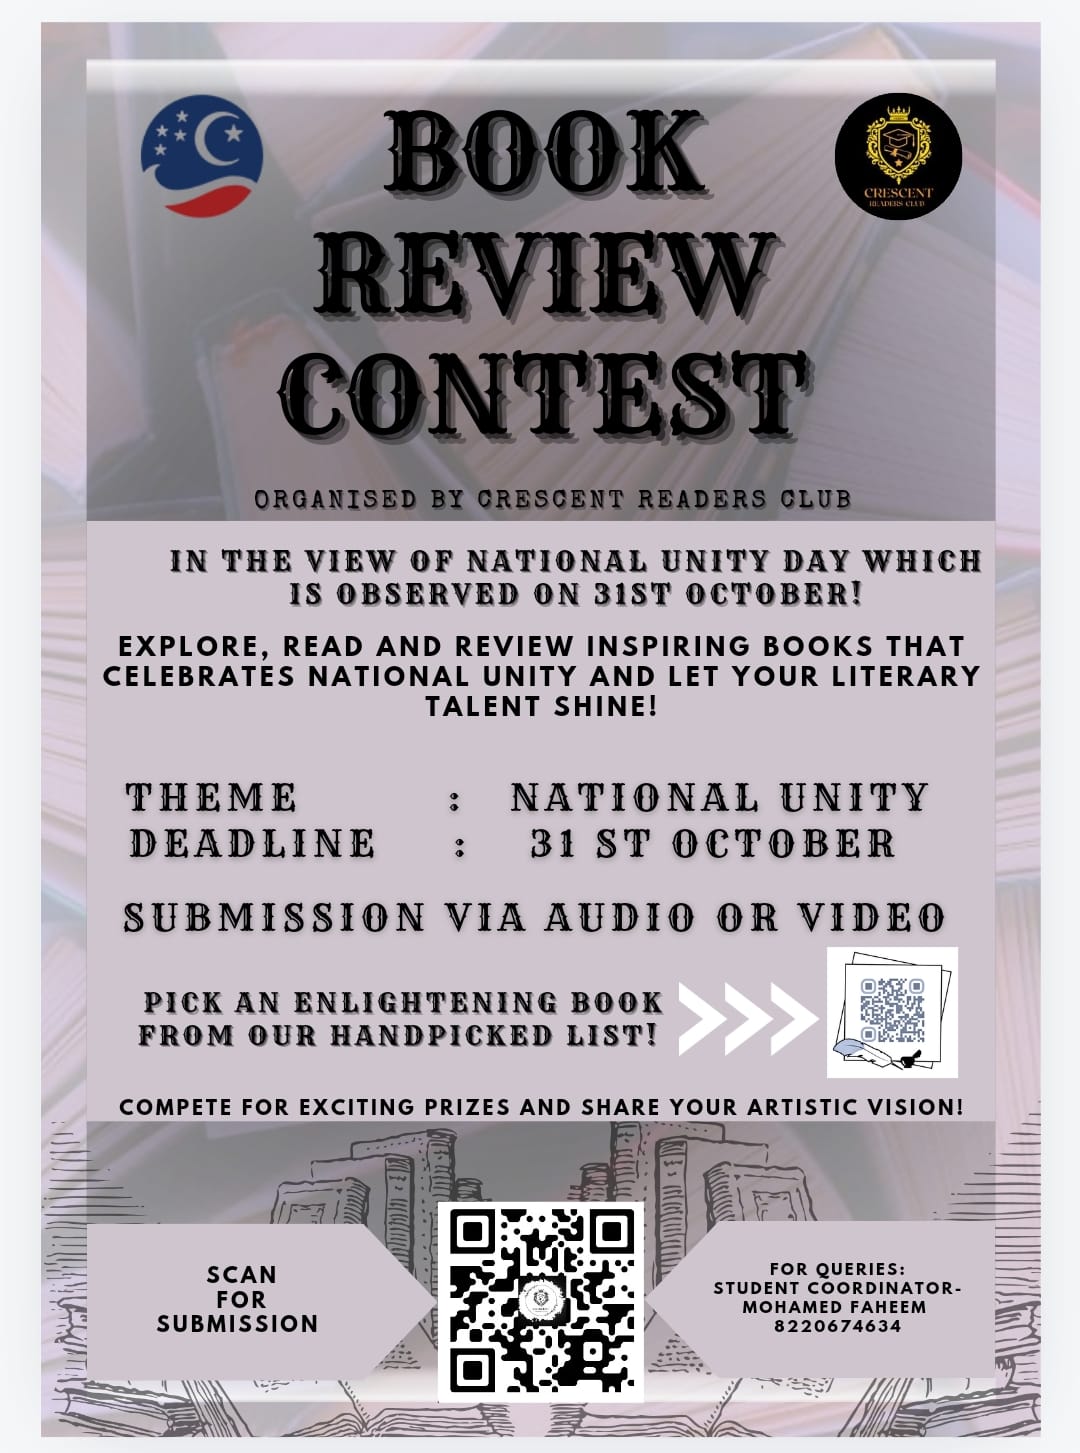 BOOK
REVIEW
CONTEST
CRESCENT
READERS CLUB
ORGANISED BY CRESCENT READERS CLUB
IN THE VIEW OF NATIONAL UNITY DAY WHICH
IS OBSERVED ON 31ST OCTOBER!
EXPLORE, READ AND REVIEW INSPIRING BOOKS THAT
CELEBRATES NATIONAL UNITY AND LET YOUR LITERARY
TALENT SHINE!
THEME : NATIONAL UNITY
DEADLINE : 31 ST OCTOBER
SUBMISSION VIA AUDIO OR VIDEO
PICK AN ENLIGHTENING BOOK
FROM OUR HANDPICKED LIST!
COMPETE FOR EXCITING PRIZES AND SHARE YOUR ARTISTIC VISION!
SCAN
FOR
SUBMISSION
FOR QUERIES:
STUDENT COORDINATOR-
MOHAMED FAHEEM
8220674634